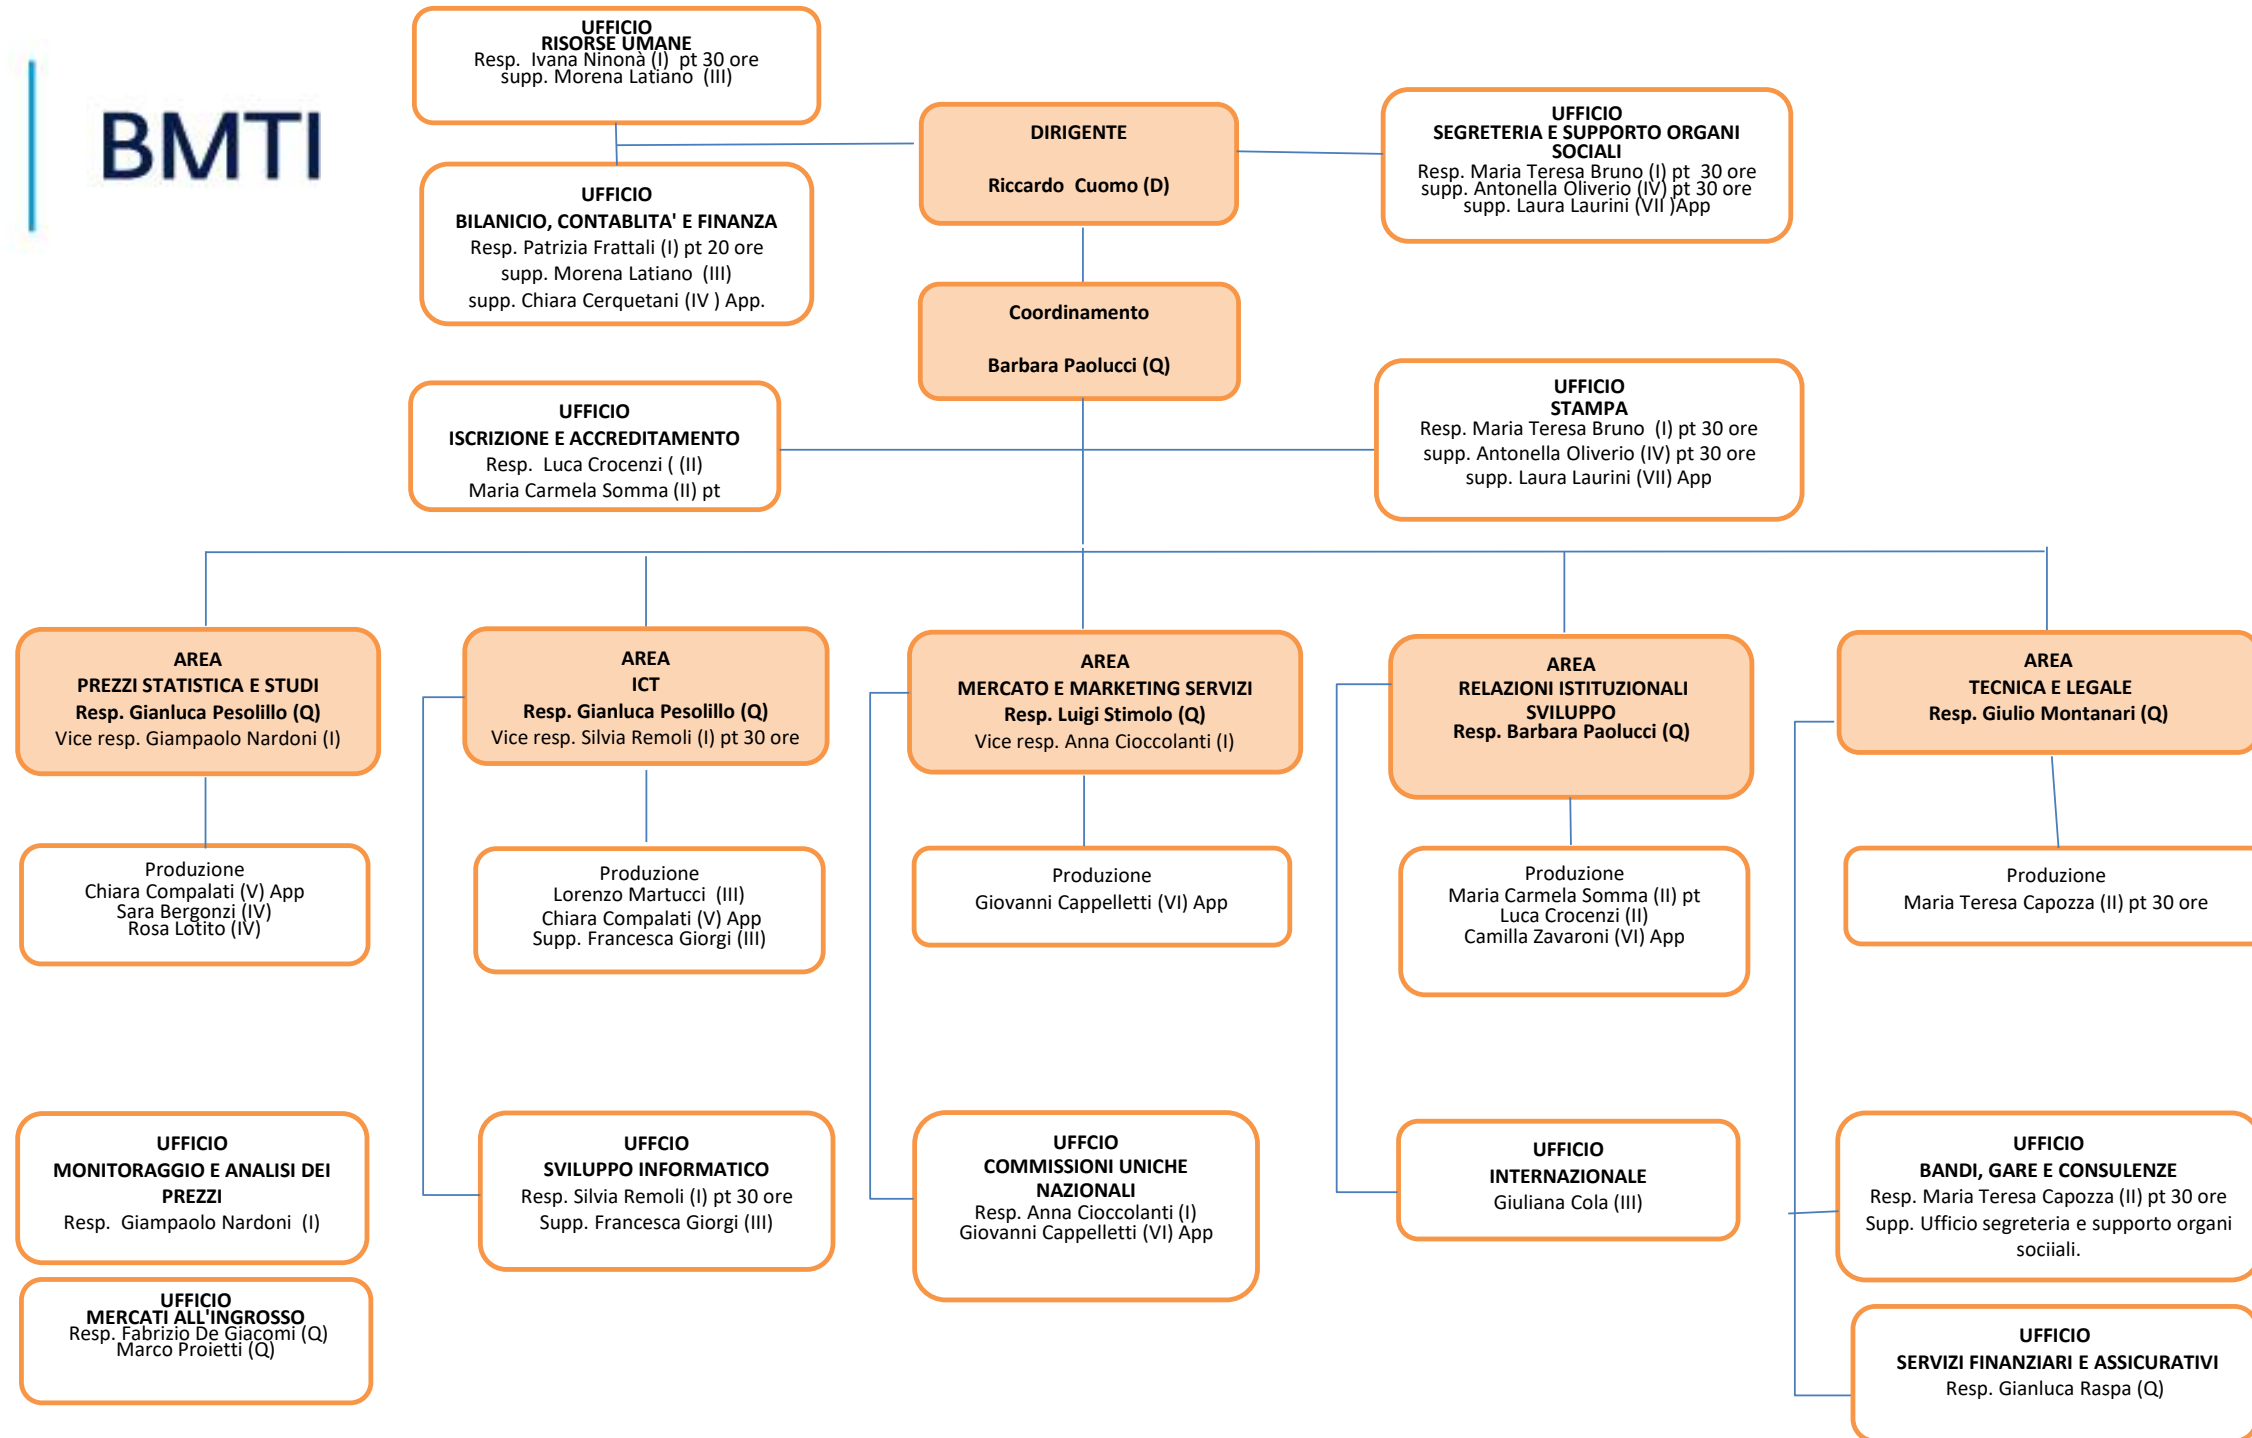 BMTI
UFFICIO
RISORSE UMANE
Resp. Ivana Ninonà (I) pt 30 ore
supp. Morena Latiano (III)
DIRIGENTE
Riccardo Cuomo (D)
UFFICIO
SEGRETERIA E SUPPORTO ORGANI
SOCIALI
Resp. Maria Teresa Bruno (I) pt 30 ore
supp. Antonella Oliverio (IV) pt 30 ore
supp. Laura Laurini (VII )App
UFFICIO
BILANICIO, CONTABLITA' E FINANZA
Resp. Patrizia Frattali (I) pt 20 ore
supp. Morena Latiano (III)
supp. Chiara Cerquetani (IV ) App.
Coordinamento
Barbara Paolucci (Q)
UFFICIO
ISCRIZIONE E ACCREDITAMENTO
Resp. Luca Crocenzi ( (II)
Maria Carmela Somma (II) pt
UFFICIO
STAMPA
Resp. Maria Teresa Bruno (I) pt 30 ore
supp. Antonella Oliverio (IV) pt 30 ore
supp. Laura Laurini (VII) App
AREA
PREZZI STATISTICA E STUDI
Resp. Gianluca Pesolillo (Q)
Vice resp. Giampaolo Nardoni (I)
AREA
ICT
Resp. Gianluca Pesolillo (Q)
Vice resp. Silvia Remoli (I) pt 30 ore
AREA
MERCATO E MARKETING SERVIZI
Resp. Luigi Stimolo (Q)
Vice resp. Anna Cioccolanti (I)
AREA
RELAZIONI ISTITUZIONALI
SVILUPPO
Resp. Barbara Paolucci (Q)
AREA
TECNICA E LEGALE
Resp. Giulio Montanari (Q)
Produzione
Chiara Compalati (V) App
Sara Bergonzi (IV)
Rosa Lotito (IV)
Produzione
Lorenzo Martucci (III)
Chiara Compalati (V) App
Supp. Francesca Giorgi (III)
Produzione
Giovanni Cappelletti (VI) App
Produzione
Maria Carmela Somma (II) pt
Luca Crocenzi (II)
Camilla Zavaroni (VI) App
Produzione
Maria Teresa Capozza (II) pt 30 ore
UFFICIO
MONITORAGGIO E ANALISI DEI
PREZZI
Resp. Giampaolo Nardoni (I)
UFFCIO
SVILUPPO INFORMATICO
Resp. Silvia Remoli (I) pt 30 ore
Supp. Francesca Giorgi (III)
UFFCIO
COMMISSIONI UNICHE
NAZIONALI
Resp. Anna Cioccolanti (I)
Giovanni Cappelletti (VI) App
UFFICIO
INTERNAZIONALE
Giuliana Cola (III)
UFFICIO
BANDI, GARE E CONSULENZE
Resp. Maria Teresa Capozza (II) pt 30 ore
Supp. Ufficio segreteria e supporto organi
sociiali.
UFFICIO
MERCATI ALL'INGROSSO
Resp. Fabrizio De Giacomi (Q)
Marco Proietti (Q)
UFFICIO
SERVIZI FINANZIARI E ASSICURATIVI
Resp. Gianluca Raspa (Q)